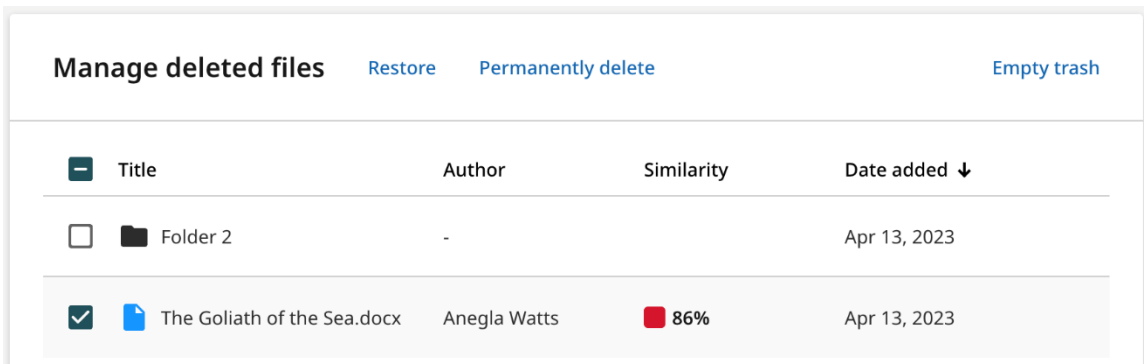 Manage deleted files Restore Permanently delete Empty trash
Title Author Similarity Date added ↓
Folder 2 - Apr 13, 2023
The Goliath of the Sea.docx Anegla Watts 86% Apr 13, 2023